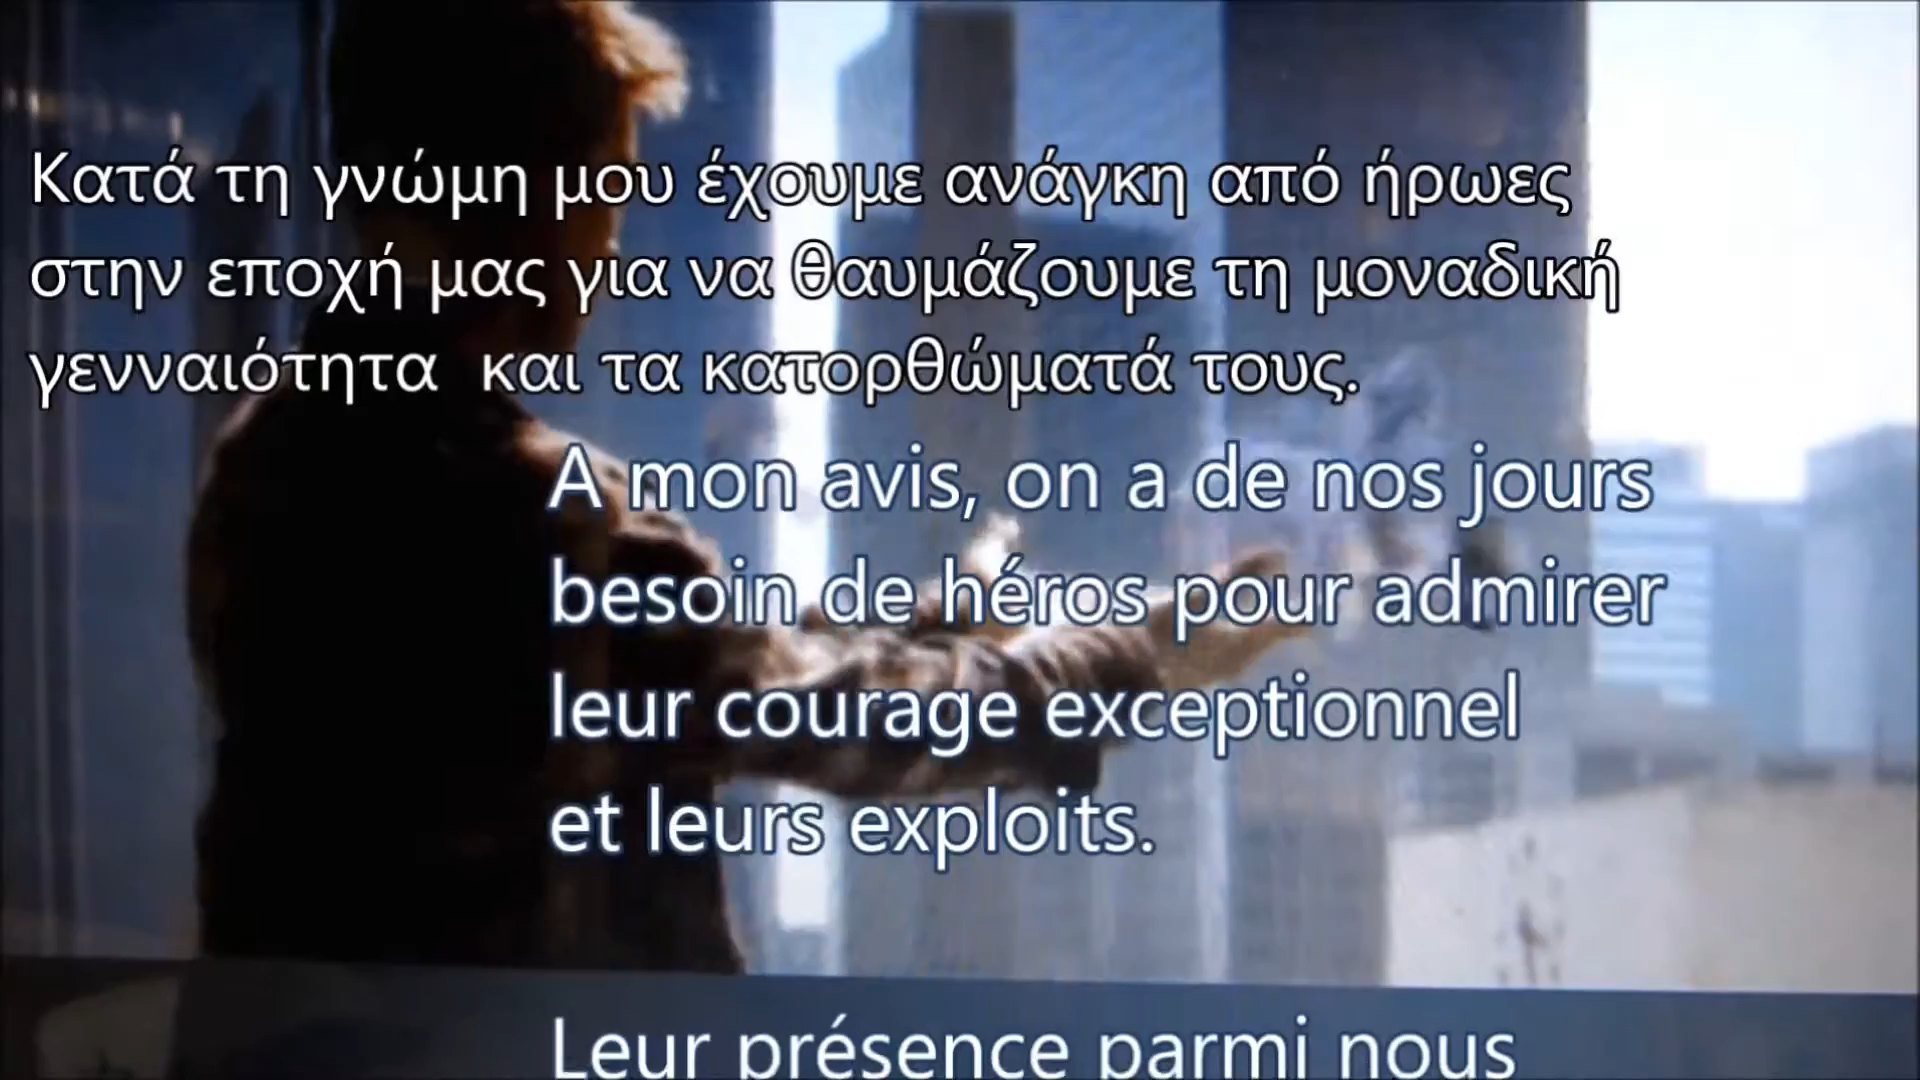 Κατά τη γνώμη μου έχουμε ανάγκη από ήρωες
στην εποχή μας για να θαυμάζουμε τη μοναδική
γενναιότητα και τα κατορθώματά τους.
A mon avis, on a de nos jours
besoin de héros pour admirer
leur courage exceptionnel
et leurs exploits.
Leur présence parmi nous